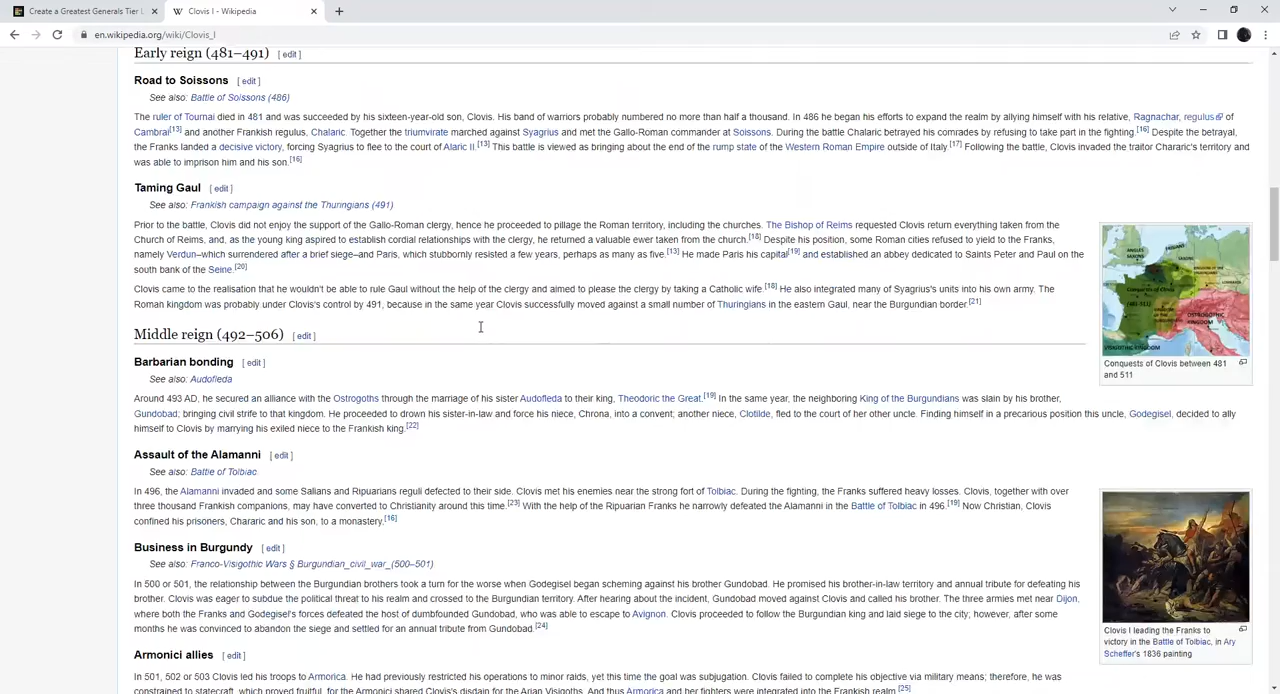 Create a Greatest Generals Tier L
Clovis I - Wikipedia
en.wikipedia.org/wiki/Clovis_I
Early reign (481–491) [ edit ]
Road to Soissons [ edit ]
See also: Battle of Soissons (486)
The ruler of Tournai died in 481 and was succeeded by his sixteen-year-old son, Clovis. His band of warriors probably numbered no more than half a thousand. In 486 he began his efforts to expand the realm by allying himself with his relative, Ragnachar, regulus of
Cambrai[13] and another Frankish regulus, Chalaric. Together the triumvirate marched against Syagrius and met the Gallo-Roman commander at Soissons. During the battle Chalaric betrayed his comrades by refusing to take part in the fighting.[16] Despite the betrayal,
the Franks landed a decisive victory, forcing Syagrius to flee to the court of Alaric II.[13] This battle is viewed as bringing about the end of the rump state of the Western Roman Empire outside of Italy.[17] Following the battle, Clovis invaded the traitor Chararic's territory and
was able to imprison him and his son.[16]
Taming Gaul [ edit ]
See also: Frankish campaign against the Thuringians (491)
Prior to the battle, Clovis did not enjoy the support of the Gallo-Roman clergy, hence he proceeded to pillage the Roman territory, including the churches. The Bishop of Reims requested Clovis return everything taken from the
Church of Reims, and, as the young king aspired to establish cordial relationships with the clergy, he returned a valuable ewer taken from the church.[18] Despite his position, some Roman cities refused to yield to the Franks,
namely Verdun–which surrendered after a brief siege–and Paris, which stubbornly resisted a few years, perhaps as many as five.[13] He made Paris his capital[19] and established an abbey dedicated to Saints Peter and Paul on the
south bank of the Seine.[20]
Clovis came to the realisation that he wouldn't be able to rule Gaul without the help of the clergy and aimed to please the clergy by taking a Catholic wife.[18] He also integrated many of Syagrius's units into his own army. The
Roman kingdom was probably under Clovis's control by 491, because in the same year Clovis successfully moved against a small number of Thuringians in the eastern Gaul, near the Burgundian border.[21]
Conquests of Clovis between 481
and 511
Middle reign (492–506) [ edit ]
Barbarian bonding [ edit ]
See also: Audofleda
Around 493 AD, he secured an alliance with the Ostrogoths through the marriage of his sister Audofleda to their king, Theodoric the Great.[19] In the same year, the neighboring King of the Burgundians was slain by his brother,
Gundobad; bringing civil strife to that kingdom. He proceeded to drown his sister-in-law and force his niece, Chrona, into a convent; another niece, Clotilde, fled to the court of her other uncle. Finding himself in a precarious position this uncle, Godegisel, decided to ally
himself to Clovis by marrying his exiled niece to the Frankish king.[22]
Assault of the Alamanni [ edit ]
See also: Battle of Tolbiac
In 496, the Alamanni invaded and some Salians and Ripuarians reguli defected to their side. Clovis met his enemies near the strong fort of Tolbiac. During the fighting, the Franks suffered heavy losses. Clovis, together with over
three thousand Frankish companions, may have converted to Christianity around this time.[23] With the help of the Ripuarian Franks he narrowly defeated the Alamanni in the Battle of Tolbiac in 496.[19] Now Christian, Clovis
confined his prisoners, Chararic and his son, to a monastery.[16]
Business in Burgundy [ edit ]
See also: Franco-Visigothic Wars § Burgundian_civil_war_(500–501)
In 500 or 501, the relationship between the Burgundian brothers took a turn for the worse when Godegisel began scheming against his brother Gundobad. He promised his brother-in-law territory and annual tribute for defeating his
brother. Clovis was eager to subdue the political threat to his realm and crossed to the Burgundian territory. After hearing about the incident, Gundobad moved against Clovis and called his brother. The three armies met near Dijon,
where both the Franks and Godegisel's forces defeated the host of dumbfounded Gundobad, who was able to escape to Avignon. Clovis proceeded to follow the Burgundian king and laid siege to the city; however, after some
months he was convinced to abandon the siege and settled for an annual tribute from Gundobad.[24]
Clovis I leading the Franks to
victory in the Battle of Tolbiac, in Ary
Scheffer's 1836 painting
Armonici allies [ edit ]
In 501, 502 or 503 Clovis led his troops to Armorica. He had previously restricted his operations to minor raids, yet this time the goal was subjugation. Clovis failed to complete his objective via military means; therefore, he was
constrained to statecraft, which proved fruitful, for the Armonici shared Clovis's disdain for the Arian Visigoths. And thus Armorica and her fighters were integrated into the Frankish realm.[25]